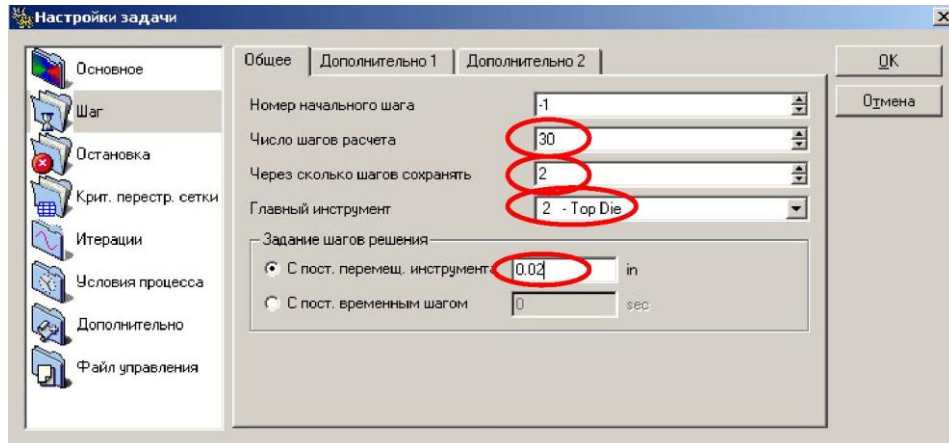 Настройки задачи
Основное
Шаг
Остановка
Крит. перестр. сетки
Итерации
Условия процесса
Дополнительно
Файл управления
Общее
Дополнительно 1
Дополнительно 2
Номер начального шага
-1
Число шагов расчета
30
Через сколько шагов сохранять
2
Главный инструмент
2 - Top Die
Задание шагов решения
С пост. перемещ. инструмента
0.02
in
С пост. временным шагом
0
sec
OK
Отмена